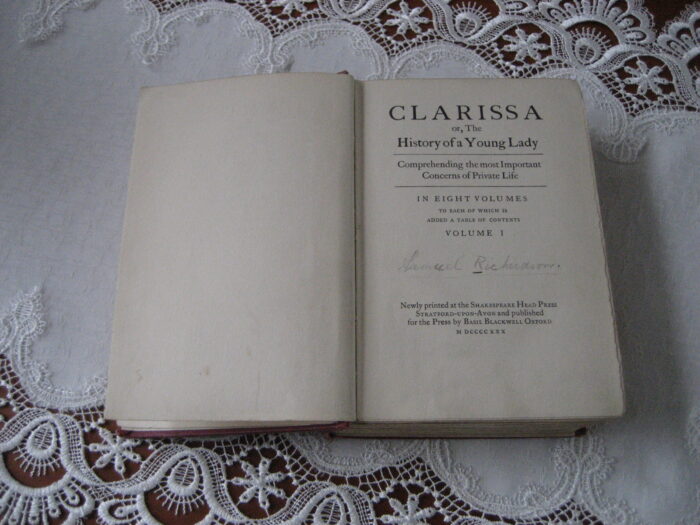 CLARISSA
or, The
History of a Young Lady
Comprehending the most Important
Concerns of Private Life
IN EIGHT VOLUMES
TO EACH OF WHICH IS
ADDED A TABLE OF CONTENTS
VOLUME I
Samuel Richardson.
Newly printed at the SHAKESPEARE HEAD PRESS
STRATFORD-UPON-AVON and published
for the Press by BASIL BLACKWELL OXFORD
M DCCCCXXX